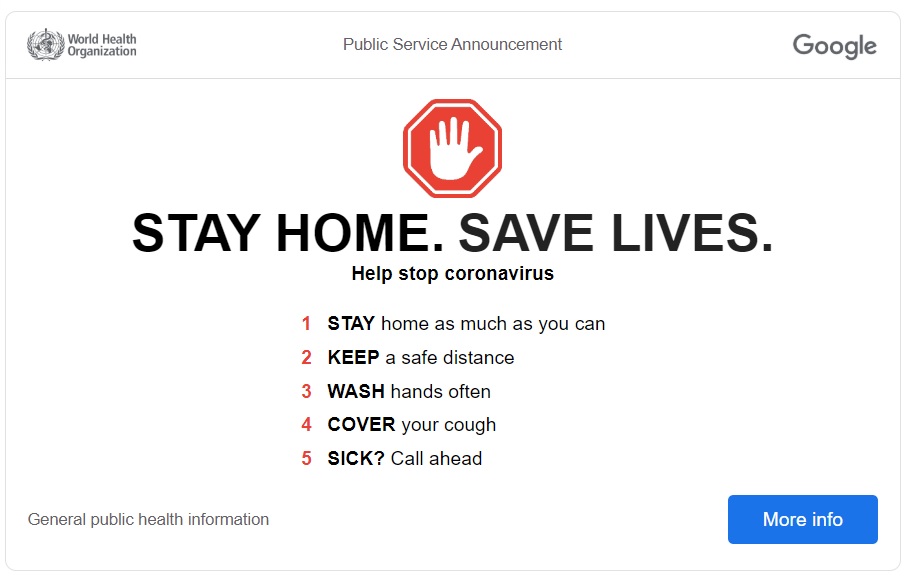 World Health
Organization
Public Service Announcement
Google
STAY HOME. SAVE LIVES.
Help stop coronavirus
1 STAY home as much as you can
2 KEEP a safe distance
3 WASH hands often
4 COVER your cough
5 SICK? Call ahead
General public health information
More info